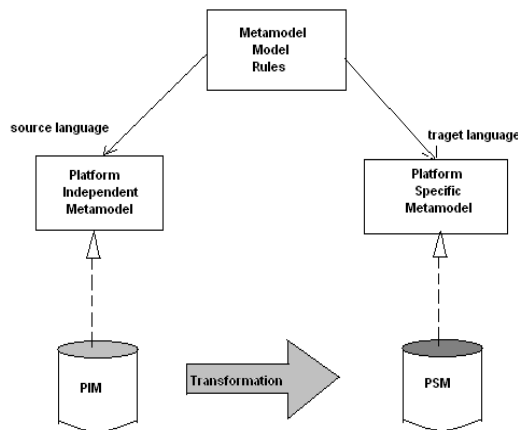 Metamodel
Model
Rules
source language
traget language
Platform
Independent
Metamodel
Platform
Specific
Metamodel
PIM
Transformation
PSM